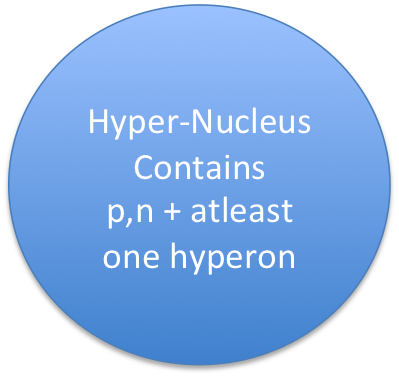 Hyper-Nucleus
Contains
p,n + atleast
one hyperon